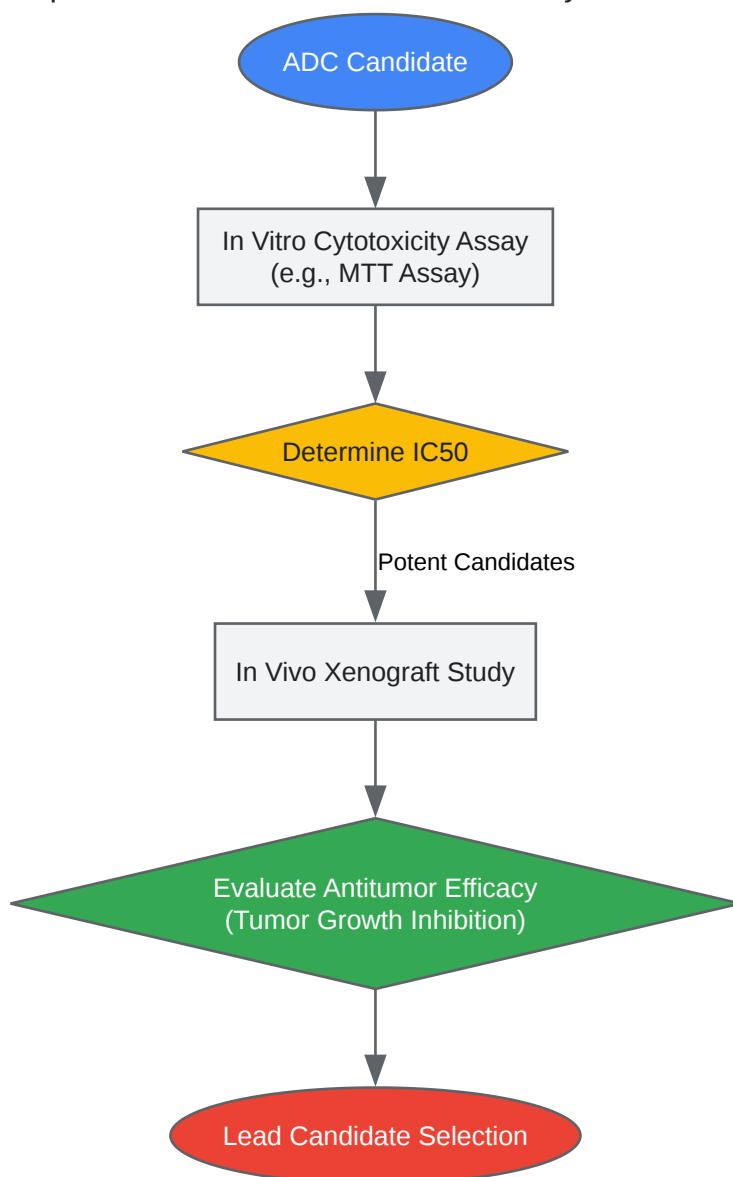 ADC Candidate
In Vitro Cytotoxicity Assay
(e.g., MTT Assay)
Determine IC50
Potent Candidates
In Vivo Xenograft Study
Evaluate Antitumor Efficacy
(Tumor Growth Inhibition)
Lead Candidate Selection